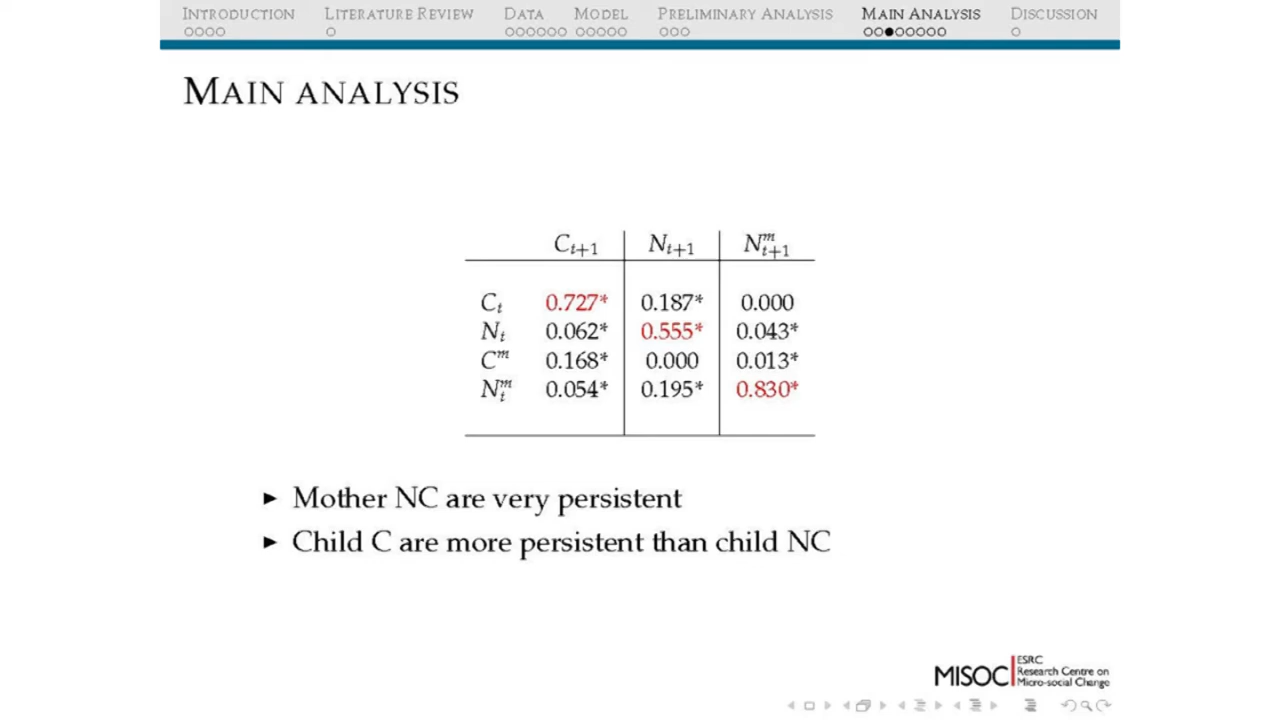 INTRODUCTION LITERATURE REVIEW DATA MODEL PRELIMINARY ANALYSIS MAIN ANALYSIS DISCUSSION
MAIN ANALYSIS
C_{t+1} N_{t+1} N^m_{t+1}
C_t 0.727* 0.187* 0.000
N_t 0.062* 0.555* 0.043*
C^m 0.168* 0.000 0.013*
N^m_t 0.054* 0.195* 0.830*
► Mother NC are very persistent
► Child C are more persistent than child NC
MISOC
ESRC
Research Centre on
Micro-social Change